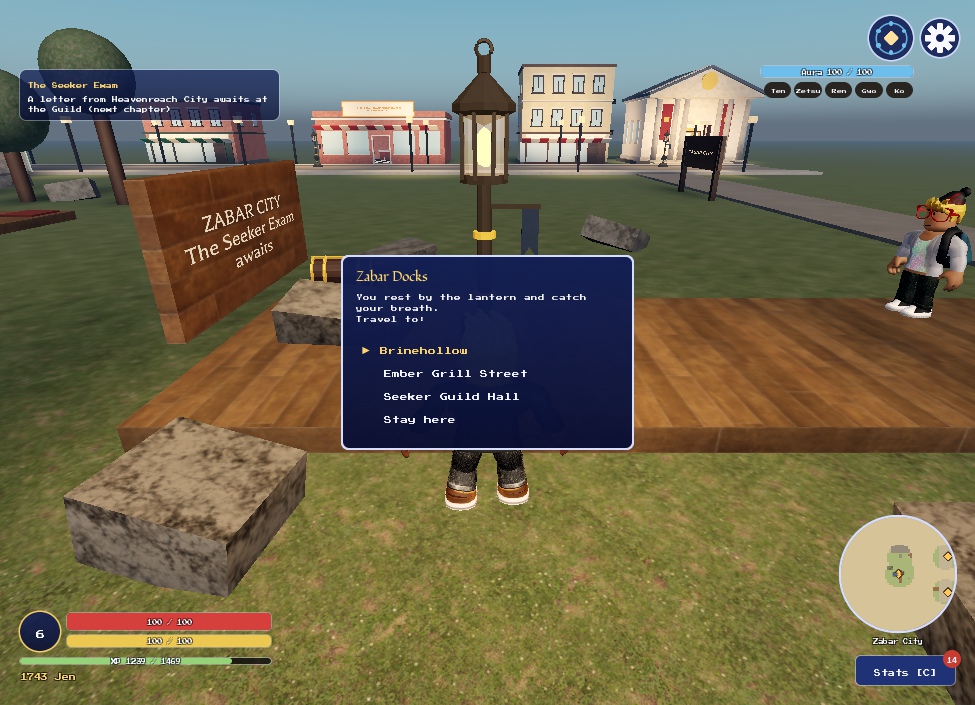 The Seeker Exam
A letter from Heavenreach City awaits at
the Guild (next chapter)
Aura 100 / 100
Ten
Zetsu
Ren
Gyo
Ko
ZABAR CITY
ZABAR CITY
The Seeker Exam
awaits
Zabar Docks
You rest by the lantern and catch
your breath.
Travel to:
► Brinehollow
Ember Grill Street
Seeker Guild Hall
Stay here
6
100 / 100
100 / 100
XP 1239 / 1469
1743 Jen
Zabar City
14
Stats [C]